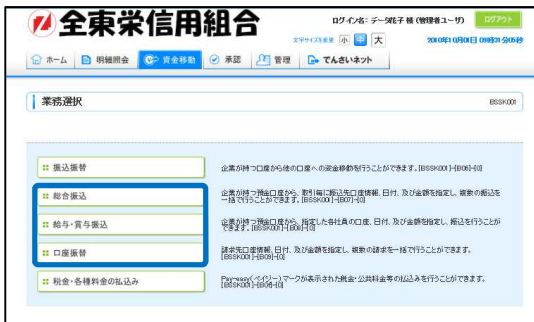 全東栄信用組合
ログイン名：データ花子 様 (管理者ユーザ)
ログアウト
文字サイズを変更 小 中 大
2010年10月01日 09時31分05秒
ホーム 明細照会 資金移動 承認 管理 でんさいネット
業務選択
BSSK001
振込振替
企業が持つ口座から他の口座への資金移動を行うことができます。[BSSK001]-[B06]-[0]
総合振込
企業が持つ預金口座から、取引毎に振込先口座情報、日付、及び金額を指定し、複数の振込を
一括で行うことができます。[BSSK001]-[B07]-[0]
給与・賞与振込
企業が持つ預金口座から、指定した各社員の口座、日付、及び金額を指定し、振込を行うことが
できます。[BSSK001]-[B08]-[0]
口座振替
請求先口座情報、日付、及び金額を指定し、複数の請求を一括で行うことができます。
[BSSK001]-[B09]-[0]
税金・各種料金の払込み
Pay-easy(ペイジー)マークが表示された税金・公共料金等の払込みを行うことができます。